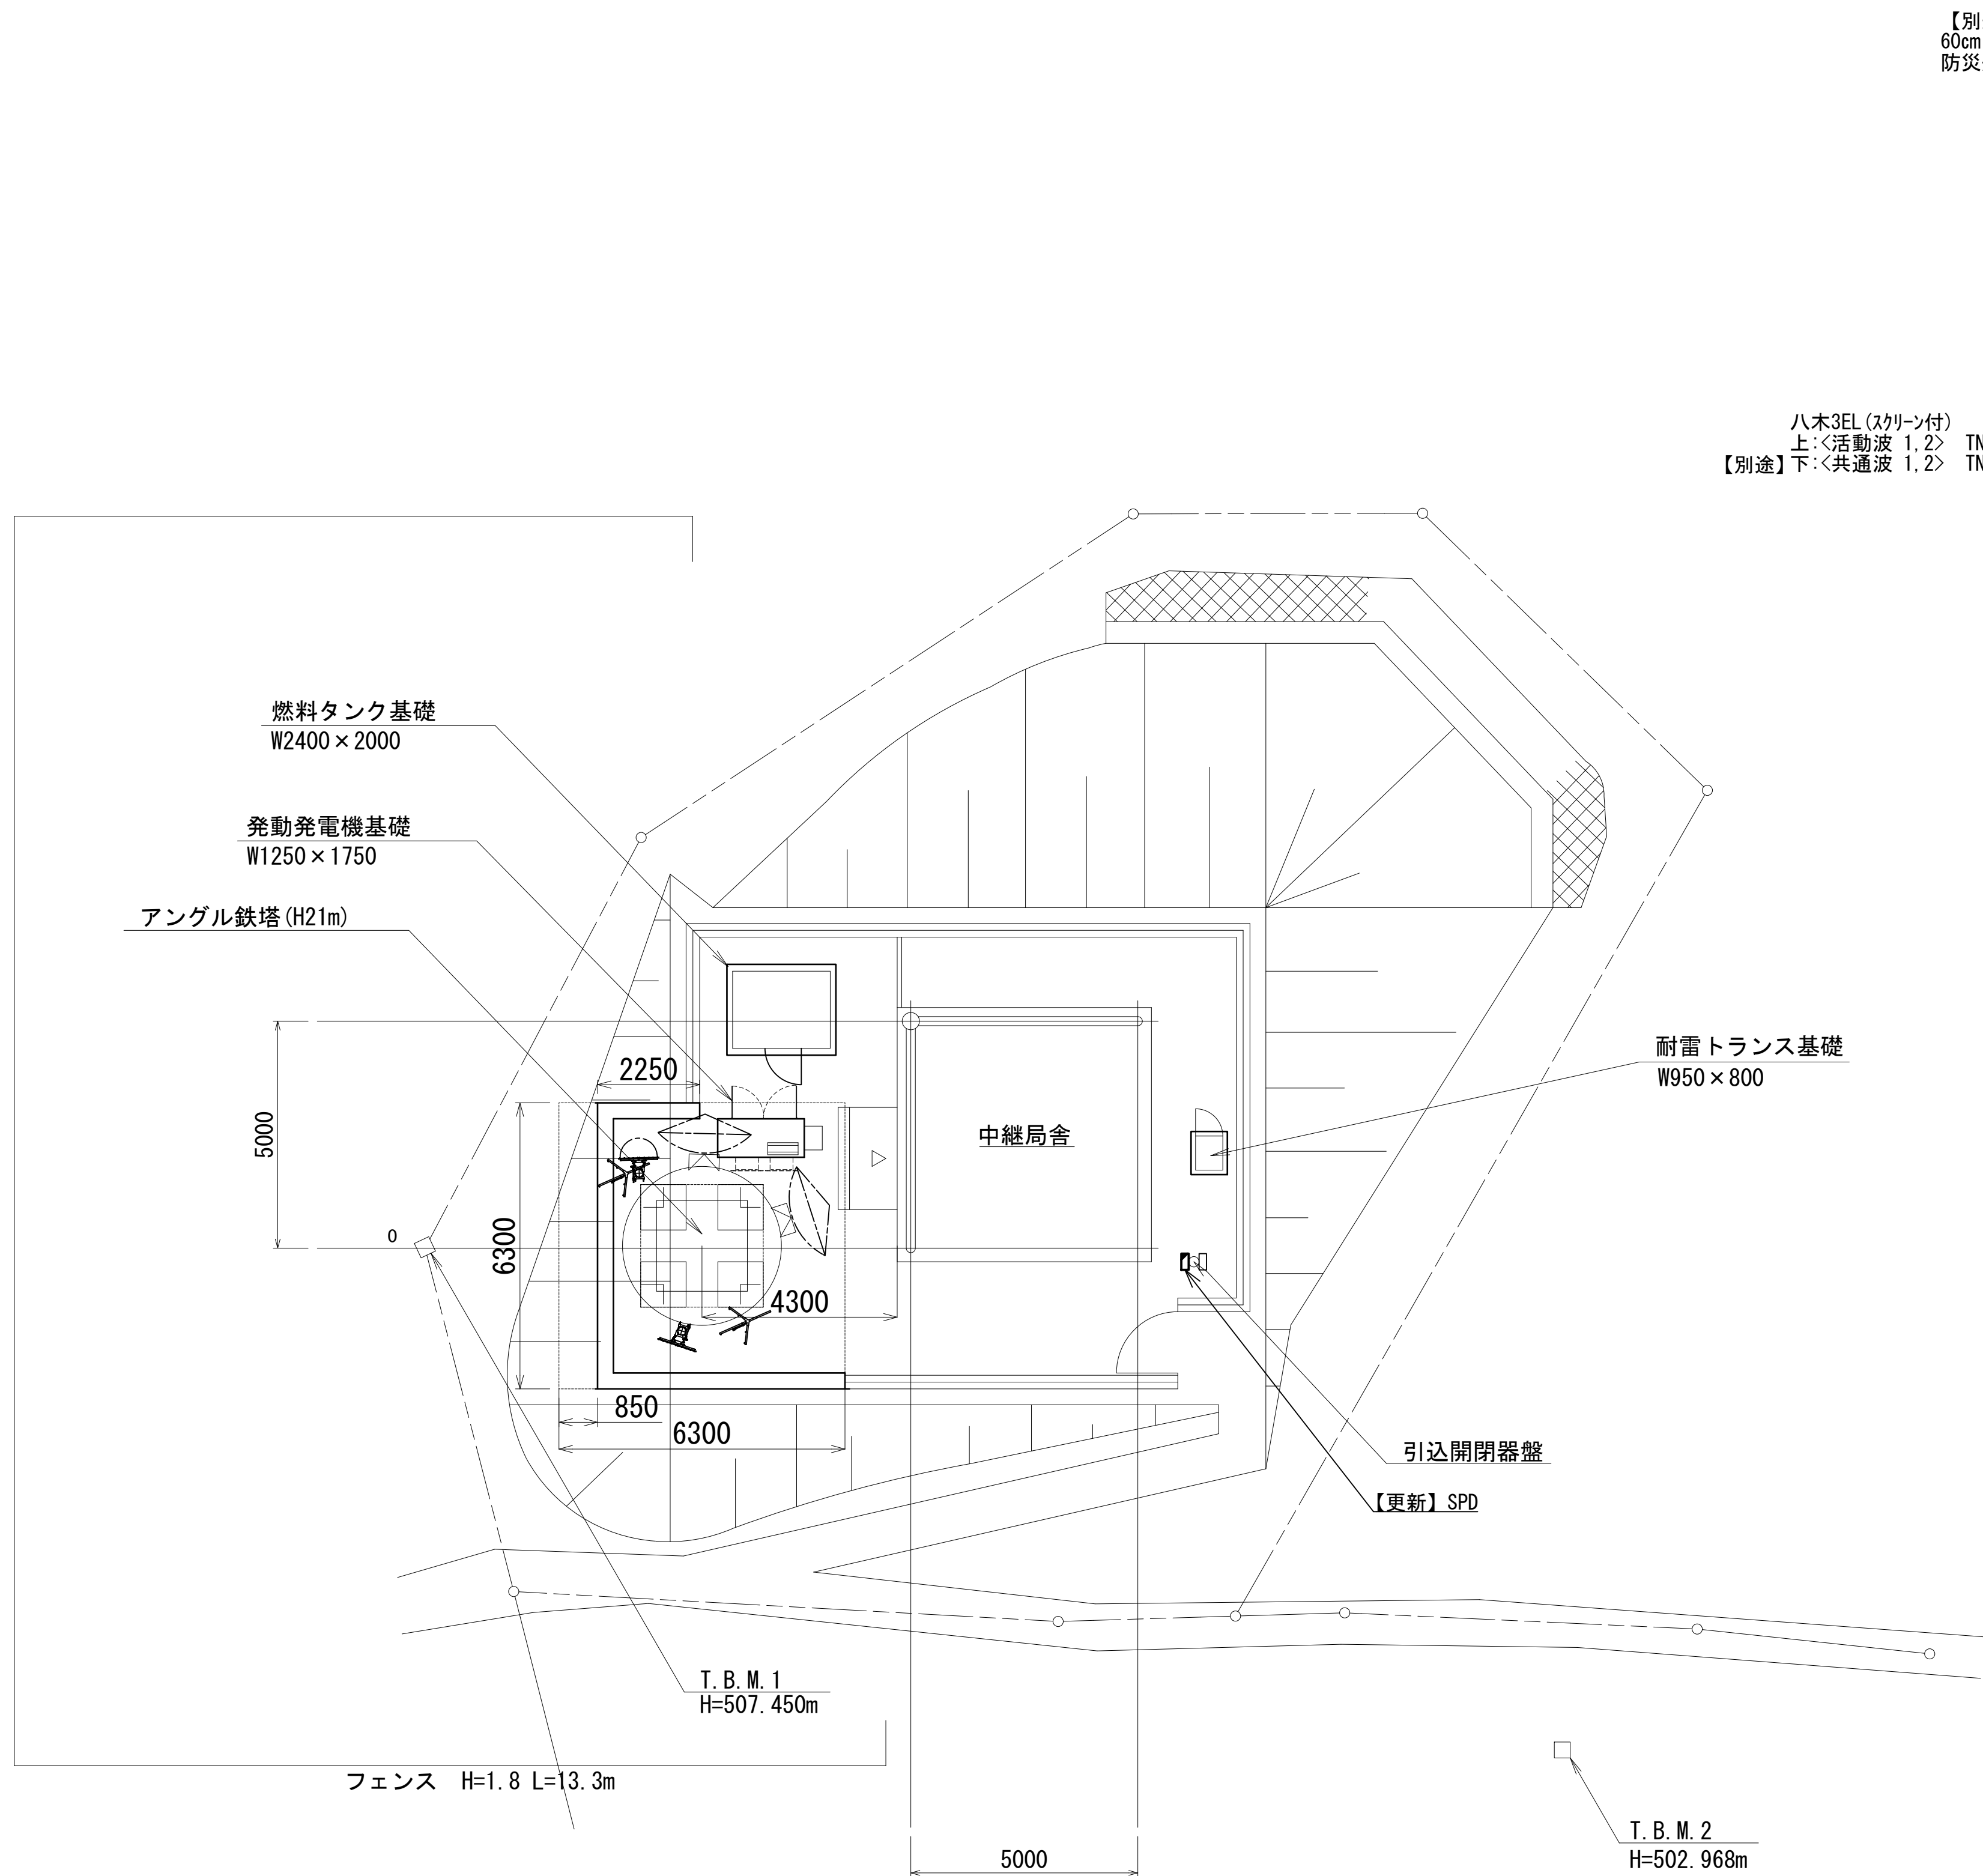 【別
60cm
防災
八木3EL(ｽｸﾘｰﾝ付)
上:<活動波 1,2> TN
【別途】下:<共通波 1,2> TN
燃料タンク基礎
W2400×2000
発動発電機基礎
W1250×1750
アングル鉄塔(H21m)
耐雷トランス基礎
W950×800
2250
5000
中継局舎
0
6300
4300
850
6300
引込開閉器盤
【更新】SPD
T.B.M.1
H=507.450m
フェンス H=1.8 L=13.3m
T.B.M.2
H=502.968m
5000